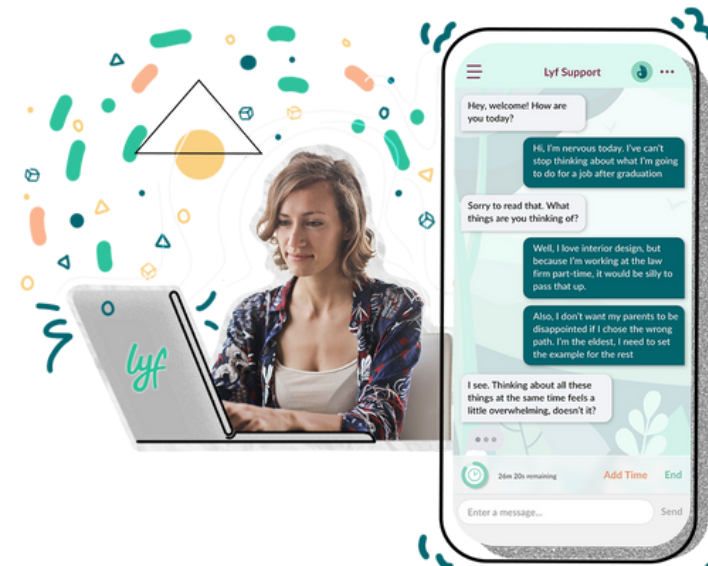 lyf
Lyf Support
Hey, welcome! How are
you today?
Hi, I'm nervous today. I've can't
stop thinking about what I'm going
to do for a job after graduation
Sorry to read that. What
things are you thinking of?
Well, I love interior design, but
because I'm working at the law
firm part-time, it would be silly to
pass that up.
Also, I don't want my parents to be
disappointed if I chose the wrong
path. I'm the eldest, I need to set
the example for the rest
I see. Thinking about all these
things at the same time feels a
little overwhelming, doesn't it?
26m 20s remaining
Add Time
End
Enter a message...
Send